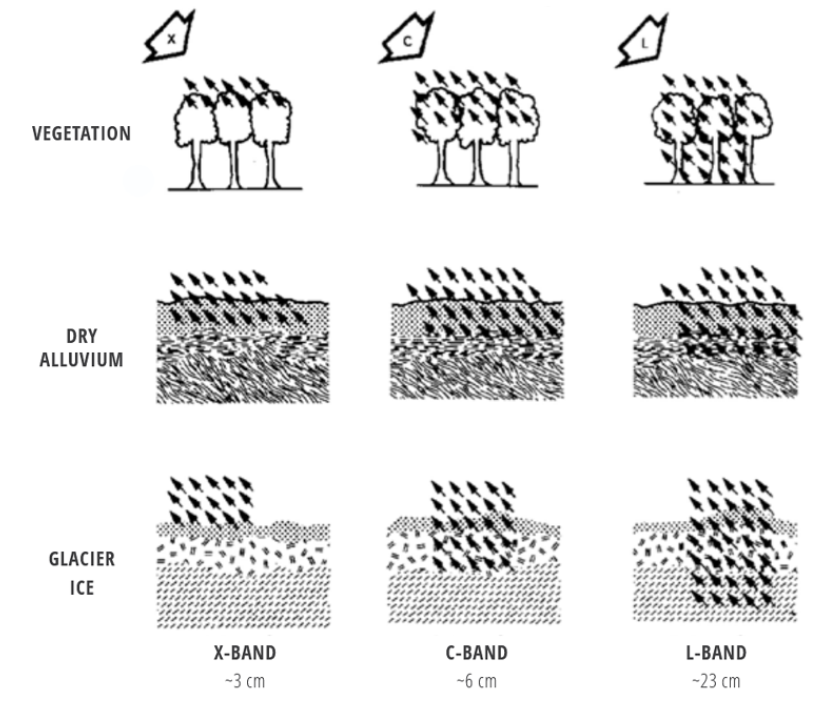 X
C
L
VEGETATION
DRY
ALLUVIUM
GLACIER
ICE
X-BAND
C-BAND
L-BAND
~3 cm
~6 cm
~23 cm